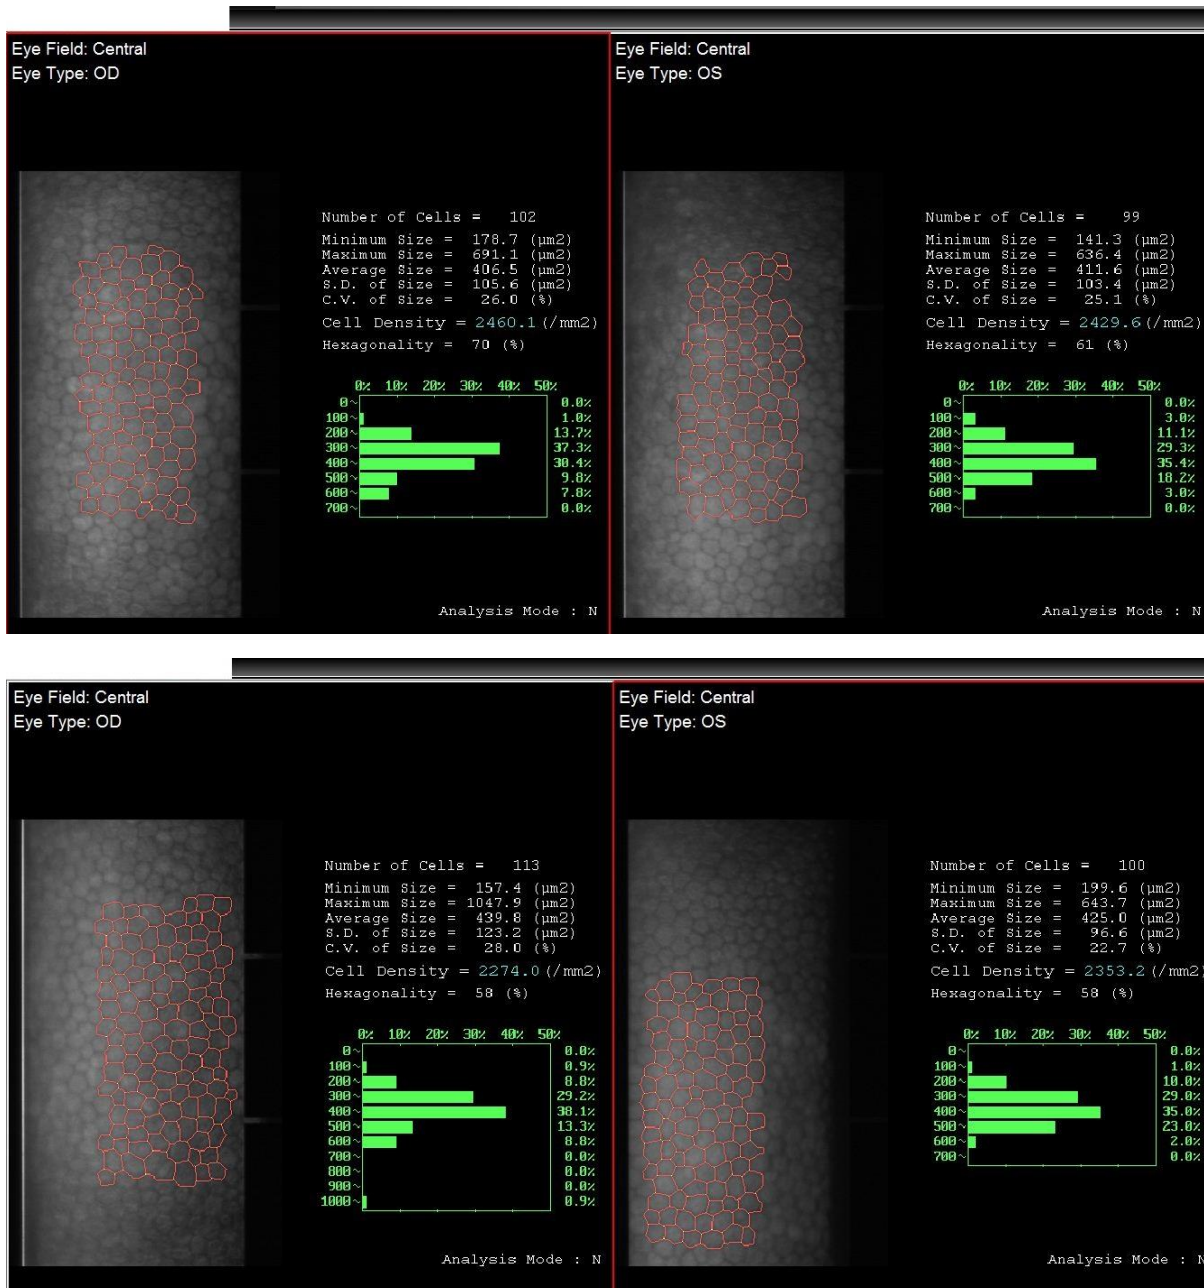 Eye Field: Central
Eye Type: OD
Number of Cells = 102
Minimum Size = 178.7 (µm2)
Maximum Size = 691.1 (µm2)
Average Size = 406.5 (µm2)
S.D. of Size = 105.6 (µm2)
C.V. of Size = 26.0 (%)
Cell Density = 2460.1 (/mm2)
Hexagonality = 70 (%)
0% 10% 20% 30% 40% 50%
0~ 0.0%
100~ 1.0%
200~ 13.7%
300~ 37.3%
400~ 30.4%
500~ 9.8%
600~ 7.8%
700~ 0.0%
Analysis Mode : N
Eye Field: Central
Eye Type: OS
Number of Cells = 99
Minimum Size = 141.3 (µm2)
Maximum Size = 636.4 (µm2)
Average Size = 411.6 (µm2)
S.D. of Size = 103.4 (µm2)
C.V. of Size = 25.1 (%)
Cell Density = 2429.6 (/mm2)
Hexagonality = 61 (%)
0% 10% 20% 30% 40% 50%
0~ 0.0%
100~ 3.0%
200~ 11.1%
300~ 29.3%
400~ 35.4%
500~ 18.2%
600~ 3.0%
700~ 0.0%
Analysis Mode : N
Eye Field: Central
Eye Type: OD
Number of Cells = 113
Minimum Size = 157.4 (µm2)
Maximum Size = 1047.9 (µm2)
Average Size = 439.8 (µm2)
S.D. of Size = 123.2 (µm2)
C.V. of Size = 28.0 (%)
Cell Density = 2274.0 (/mm2)
Hexagonality = 58 (%)
0% 10% 20% 30% 40% 50%
0~ 0.0%
100~ 0.9%
200~ 8.8%
300~ 29.2%
400~ 38.1%
500~ 13.3%
600~ 8.8%
700~ 0.0%
800~ 0.0%
900~ 0.0%
1000~ 0.9%
Analysis Mode : N
Eye Field: Central
Eye Type: OS
Number of Cells = 100
Minimum Size = 199.6 (µm2)
Maximum Size = 643.7 (µm2)
Average Size = 425.0 (µm2)
S.D. of Size = 96.6 (µm2)
C.V. of Size = 22.7 (%)
Cell Density = 2353.2 (/mm2)
Hexagonality = 58 (%)
0% 10% 20% 30% 40% 50%
0~ 0.0%
100~ 1.0%
200~ 10.0%
300~ 29.0%
400~ 35.0%
500~ 23.0%
600~ 2.0%
700~ 0.0%
Analysis Mode : N